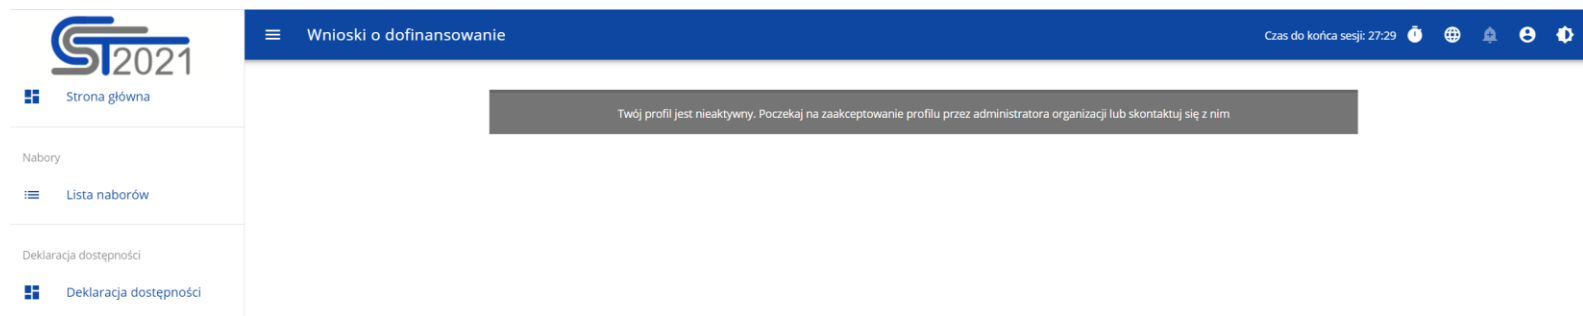 CST2021
Wnioski o dofinansowanie
Czas do końca sesji: 27:29
Strona główna
Twój profil jest nieaktywny. Poczekaj na zaakceptowanie profilu przez administratora organizacji lub skontaktuj się z nim
Nabory
Lista naborów
Deklaracja dostępności
Deklaracja dostępności